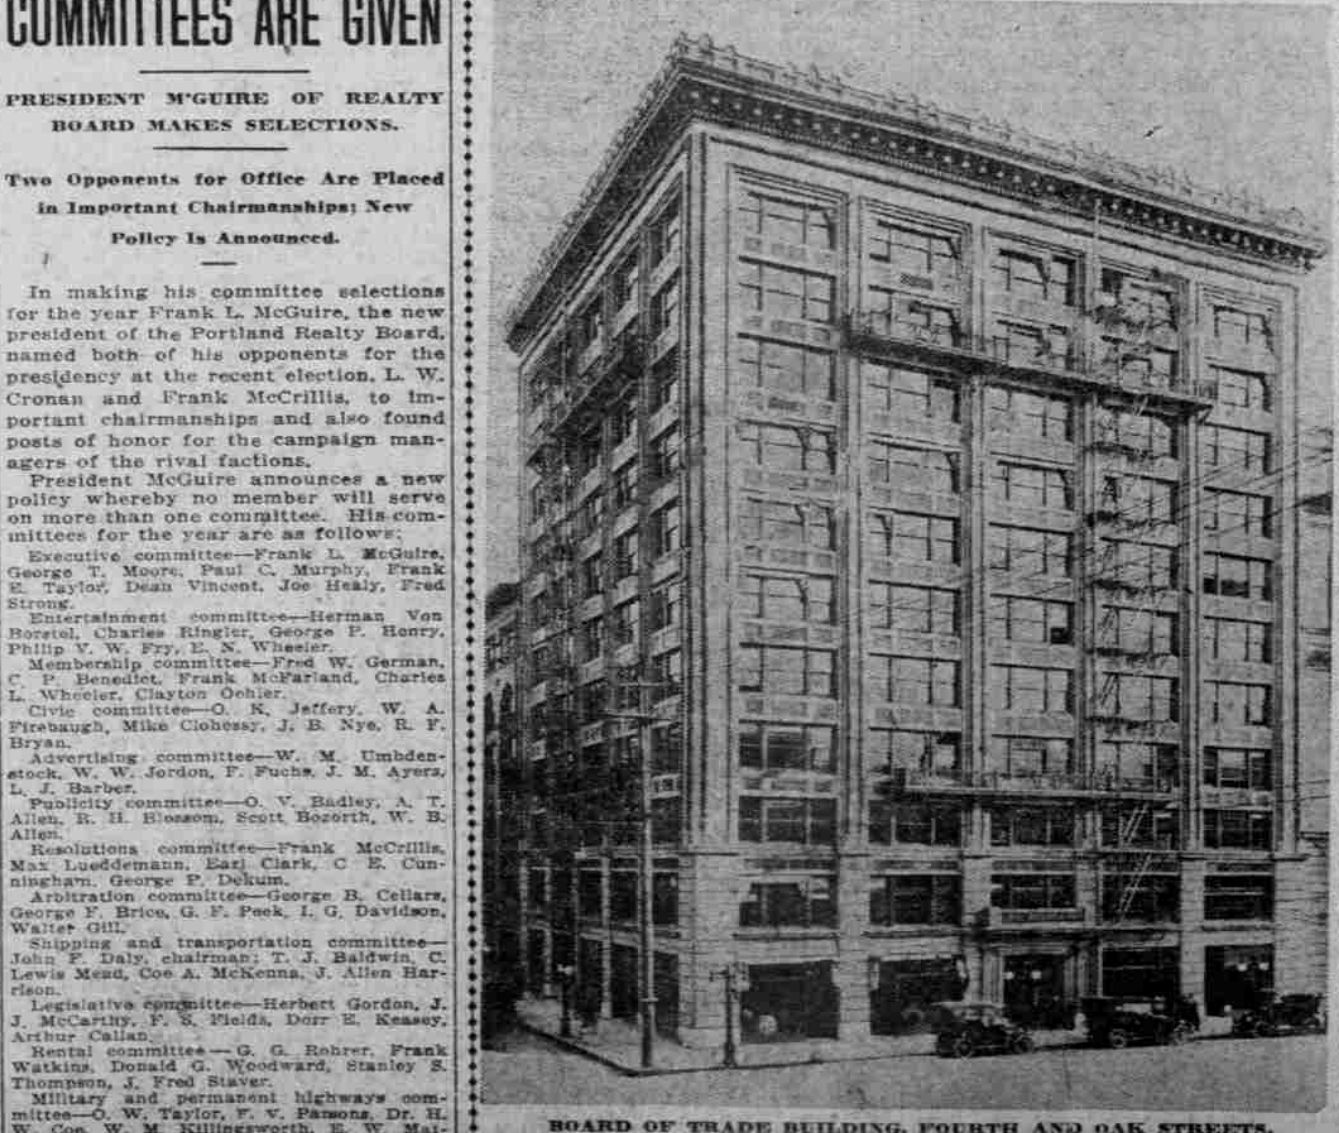 COMMITTEES ARE GIVEN
PRESIDENT M'GUIRE OF REALTY
BOARD MAKES SELECTIONS.
Two Opponents for Office Are Placed
in Important Chairmanships; New
Policy Is Announced.
In making his committee selections
for the year Frank L. McGuire, the new
president of the Portland Realty Board,
named both of his opponents for the
presidency at the recent election, L. W.
Cronan and Frank McCrillis, to im-
portant chairmanships and also found
posts of honor for the campaign man-
agers of the rival factions.
President McGuire announces a new
policy whereby no member will serve
on more than one committee. His com-
mittees for the year are as follows:
Executive committee—Frank L. McGuire,
George T. Moore, Paul C. Murphy, Frank
E. Taylor, Dean Vincent, Joe Healy, Fred
Strong.
Entertainment committee—Herman Von
Borstel, Charles Ringler, George P. Henry,
Philip V. W. Fry, E. N. Wheeler.
Membership committee—Fred W. German,
C. P. Benedict, Frank McFarland, Charles
L. Wheeler, Clayton Oehler.
Civic committee—O. K. Jeffery, W. A.
Firebaugh, Mike Clohessy, J. B. Nye, R. F.
Bryan.
Advertising committee—W. M. Umbden-
stock, W. W. Jordon, F. Fuchs, J. M. Ayers,
L. J. Barber.
Publicity committee—O. V. Badley, A. T.
Allen, R. H. Blossom, Scott Bozorth, W. B.
Allen.
Resolutions committee—Frank McCrillis,
Max Lueddemann, Earl Clark, C E. Cun-
ningham, George P. Dekum.
Arbitration committee—George B. Cellars,
George F. Brice, G. F. Peek, I. G. Davidson,
Walter Gill.
Shipping and transportation committee—
John F. Daly, chairman; T. J. Baldwin, C.
Lewis Mead, Coe A. McKenna, J. Allen Har-
rison.
Legislative committee—Herbert Gordon, J.
J. McCarthy, F. S. Fields, Dorr E. Keasey,
Arthur Callan.
Rental committee—G. G. Rohrer, Frank
Watkins, Donald G. Woodward, Stanley S.
Thompson, J. Fred Staver.
Military and permanent highways com-
mittee—O. W. Taylor, F. V. Parsons, Dr. H.
W. Coe, W. M. Killingsworth, E. W.
BOARD OF TRADE BUILDING, FOURTH AND OAK STREETS.